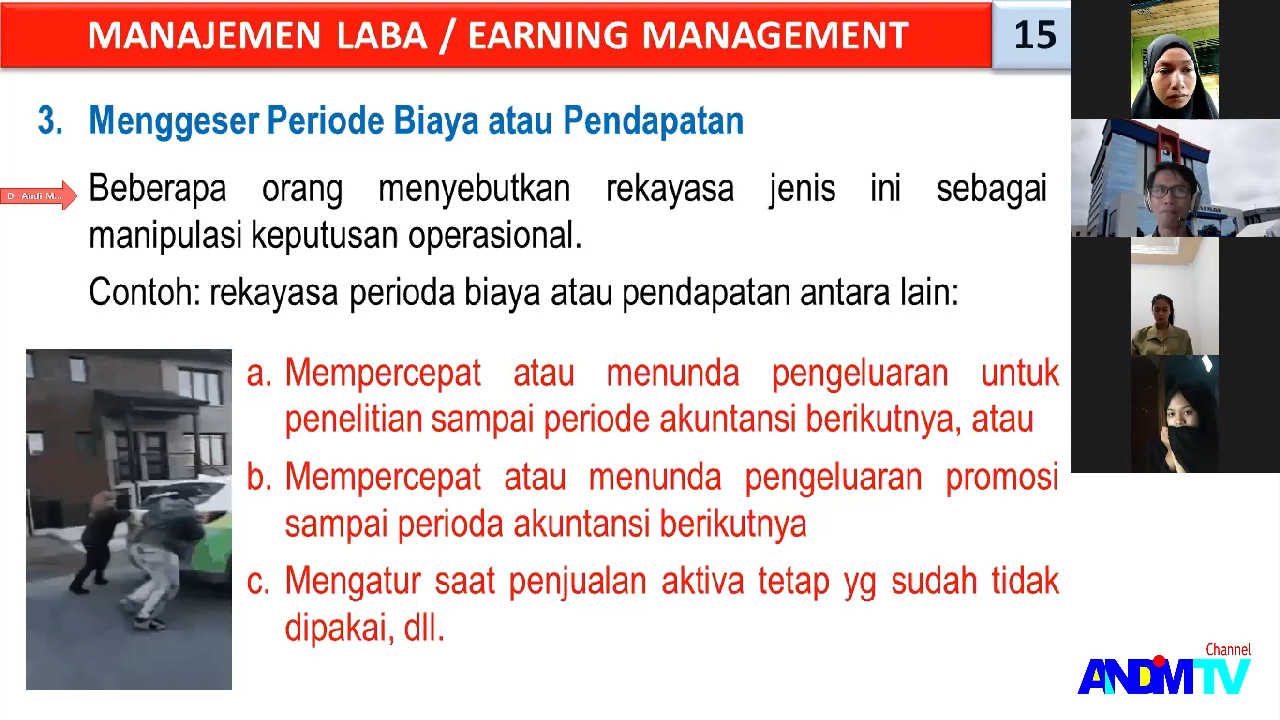 MANAJEMEN LABA / EARNING MANAGEMENT
15
3. Menggeser Periode Biaya atau Pendapatan
D. Andi M...
Beberapa orang menyebutkan rekayasa jenis ini sebagai
manipulasi keputusan operasional.
Contoh: rekayasa perioda biaya atau pendapatan antara lain:
a. Mempercepat atau menunda pengeluaran untuk
penelitian sampai periode akuntansi berikutnya, atau
b. Mempercepat atau menunda pengeluaran promosi
sampai perioda akuntansi berikutnya
c. Mengatur saat penjualan aktiva tetap yg sudah tidak
dipakai, dll.
Channel
ANDIMTV